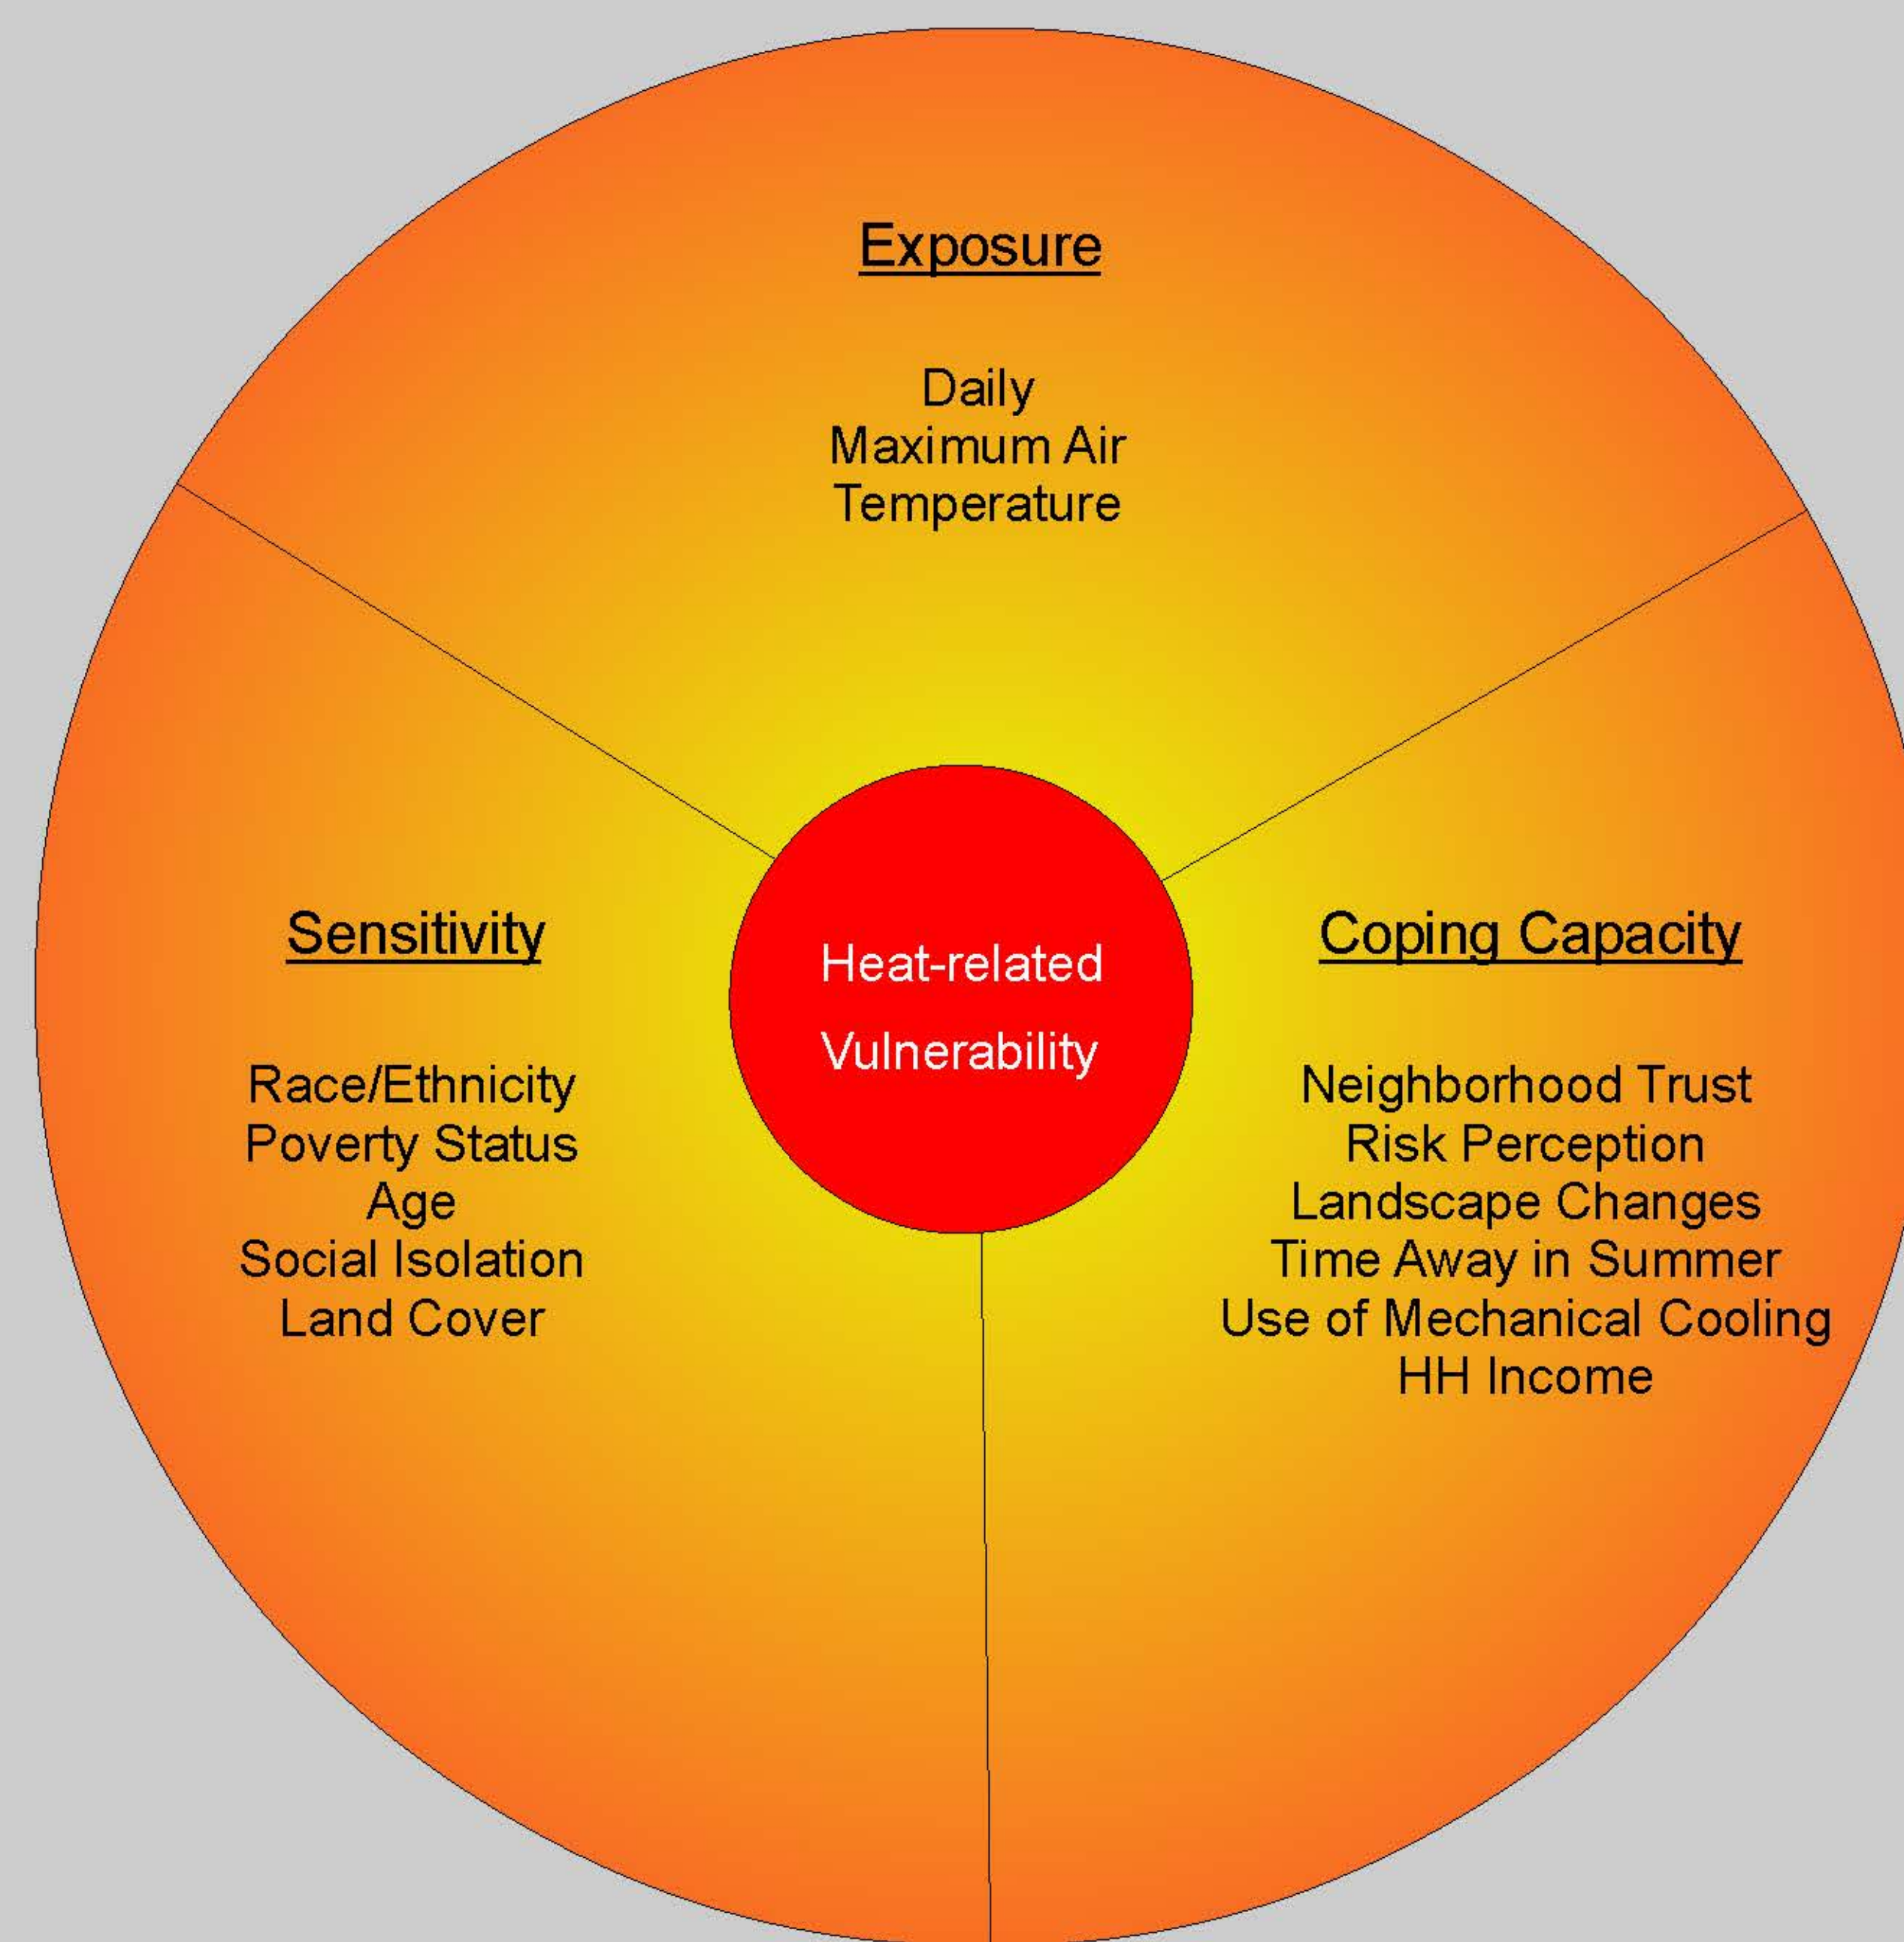 Exposure
Daily
Maximum Air
Temperature
Sensitivity
Race/Ethnicity
Poverty Status
Age
Social Isolation
Land Cover
Heat-related
Vulnerability
Coping Capacity
Neighborhood Trust
Risk Perception
Landscape Changes
Time Away in Summer
Use of Mechanical Cooling
HH Income